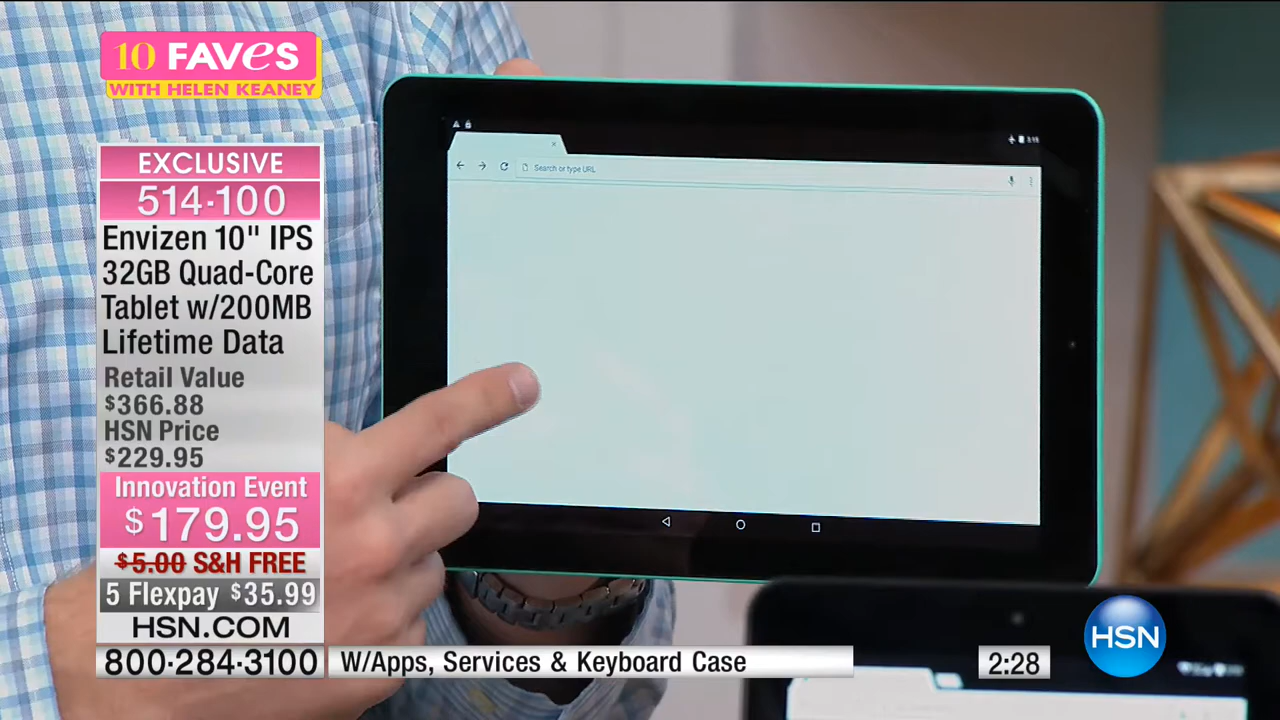 10 FAVES
WITH HELEN KEANEY
EXCLUSIVE
514·100
Envizen 10" IPS
32GB Quad-Core
Tablet w/200MB
Lifetime Data
Retail Value
$366.88
HSN Price
$229.95
Innovation Event
$179.95
$5.00 S&H FREE
5 Flexpay $35.99
HSN.COM
800·284·3100
W/Apps, Services & Keyboard Case
2:28
HSN
Search or type URL